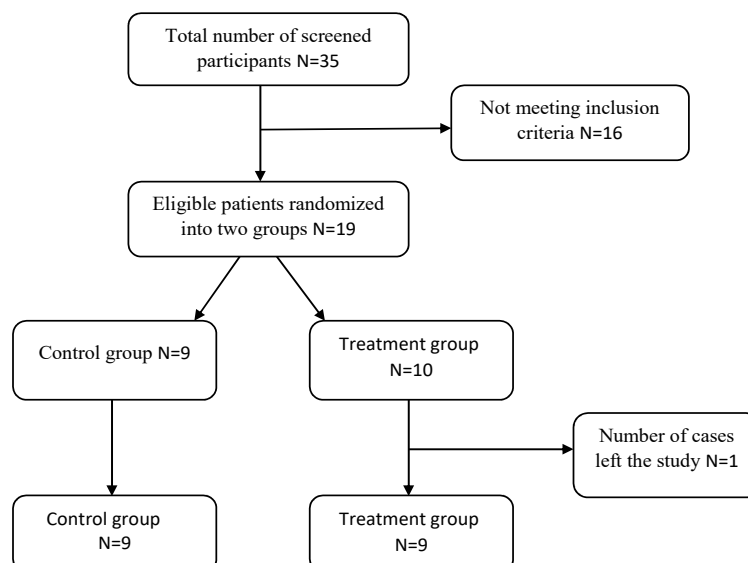 Total number of screened
participants N=35
Not meeting inclusion
criteria N=16
Eligible patients randomized
into two groups N=19
Control group N=9
Treatment group
N=10
Number of cases
left the study N=1
Control group
N=9
Treatment group
N=9